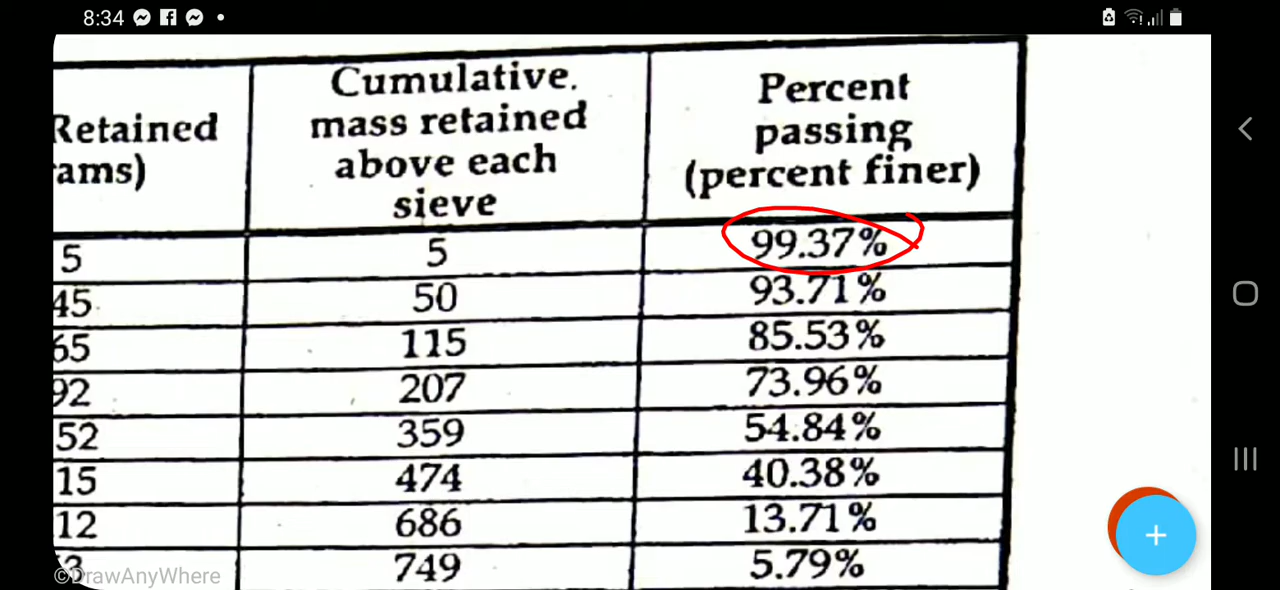 8:34
Retained
ams)
Cumulative.
mass retained
above each
sieve
Percent
passing
(percent finer)
5 5 99.37%
45 50 93.71%
65 115 85.53%
92 207 73.96%
52 359 54.84%
15 474 40.38%
12 686 13.71%
3 749 5.79%
©DrawAnyWhere